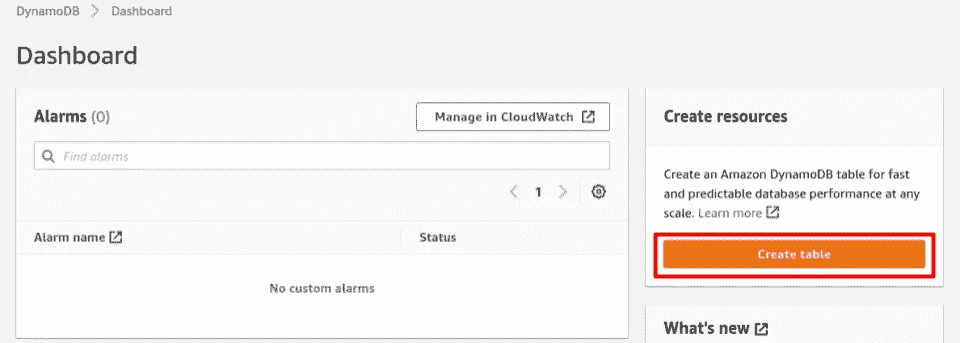 DynamoDB > Dashboard
Dashboard
Alarms (0)
Manage in CloudWatch
Find alarms
1
Alarm name
Status
No custom alarms
Create resources
Create an Amazon DynamoDB table for fast
and predictable database performance at any
scale. Learn more
Create table
What's new